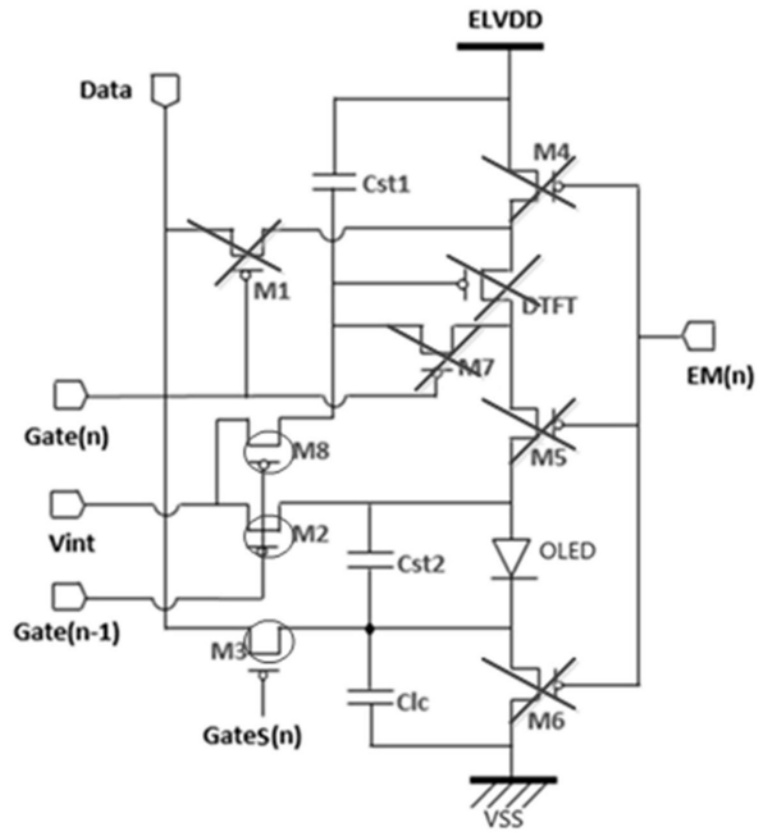 ELVDD
Data
M4
Cst1
M1
DTFT
M7
EM(n)
Gate(n)
M8
M5
Vint
M2
OLED
Cst2
Gate(n-1)
M3
Clc
M6
GateS(n)
VSS